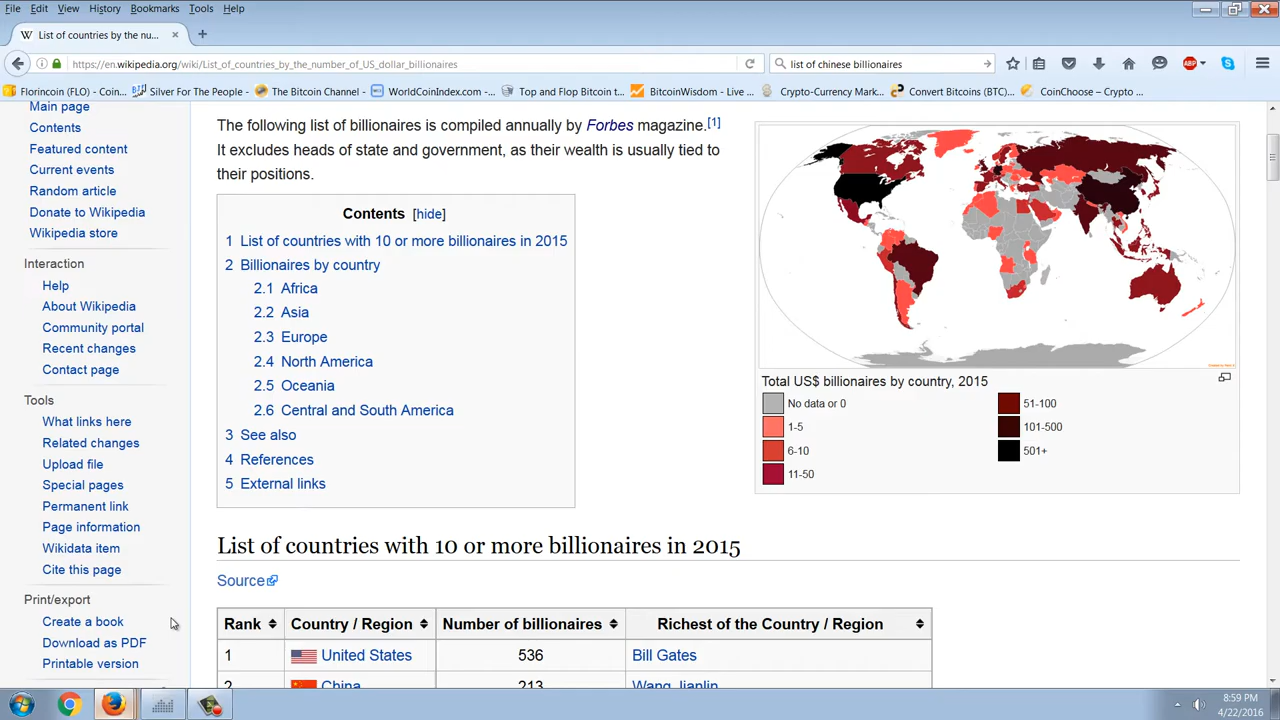 File Edit View History Bookmarks Tools Help
W List of countries by the nu... × +
https://en.wikipedia.org/wiki/List_of_countries_by_the_number_of_US_dollar_billionaires
list of chinese billionaires
ABP
Florincoin (FLO) - Coin...
Silver For The People - ...
The Bitcoin Channel - ...
WorldCoinIndex.com - ...
Top and Flop Bitcoin t...
BitcoinWisdom - Live ...
Crypto-Currency Mark...
Convert Bitcoins (BTC)...
CoinChoose – Crypto ...
Main page
Contents
Featured content
Current events
Random article
Donate to Wikipedia
Wikipedia store
Interaction
Help
About Wikipedia
Community portal
Recent changes
Contact page
Tools
What links here
Related changes
Upload file
Special pages
Permanent link
Page information
Wikidata item
Cite this page
Print/export
Create a book
Download as PDF
Printable version
The following list of billionaires is compiled annually by Forbes magazine.[1]
It excludes heads of state and government, as their wealth is usually tied to
their positions.
Contents [hide]
1 List of countries with 10 or more billionaires in 2015
2 Billionaires by country
2.1 Africa
2.2 Asia
2.3 Europe
2.4 North America
2.5 Oceania
2.6 Central and South America
3 See also
4 References
5 External links
Total US$ billionaires by country, 2015
No data or 0
1-5
6-10
11-50
51-100
101-500
501+
List of countries with 10 or more billionaires in 2015
Source
Rank Country / Region Number of billionaires Richest of the Country / Region
1 United States 536 Bill Gates
2 China 213 Wang Jianlin
8:59 PM
4/22/2016